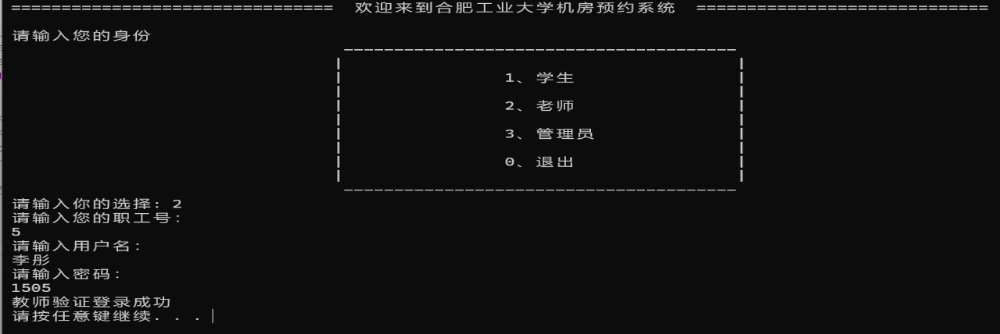 ================================ 欢迎来到合肥工业大学机房预约系统 =============================
请输入您的身份
---------------------------------------
| |
| 1、学生 |
| |
| 2、老师 |
| |
| 3、管理员 |
| |
| 0、退出 |
| |
---------------------------------------
请输入你的选择: 2
请输入您的职工号:
5
请输入用户名:
李彤
请输入密码:
1505
教师验证登录成功
请按任意键继续. . .